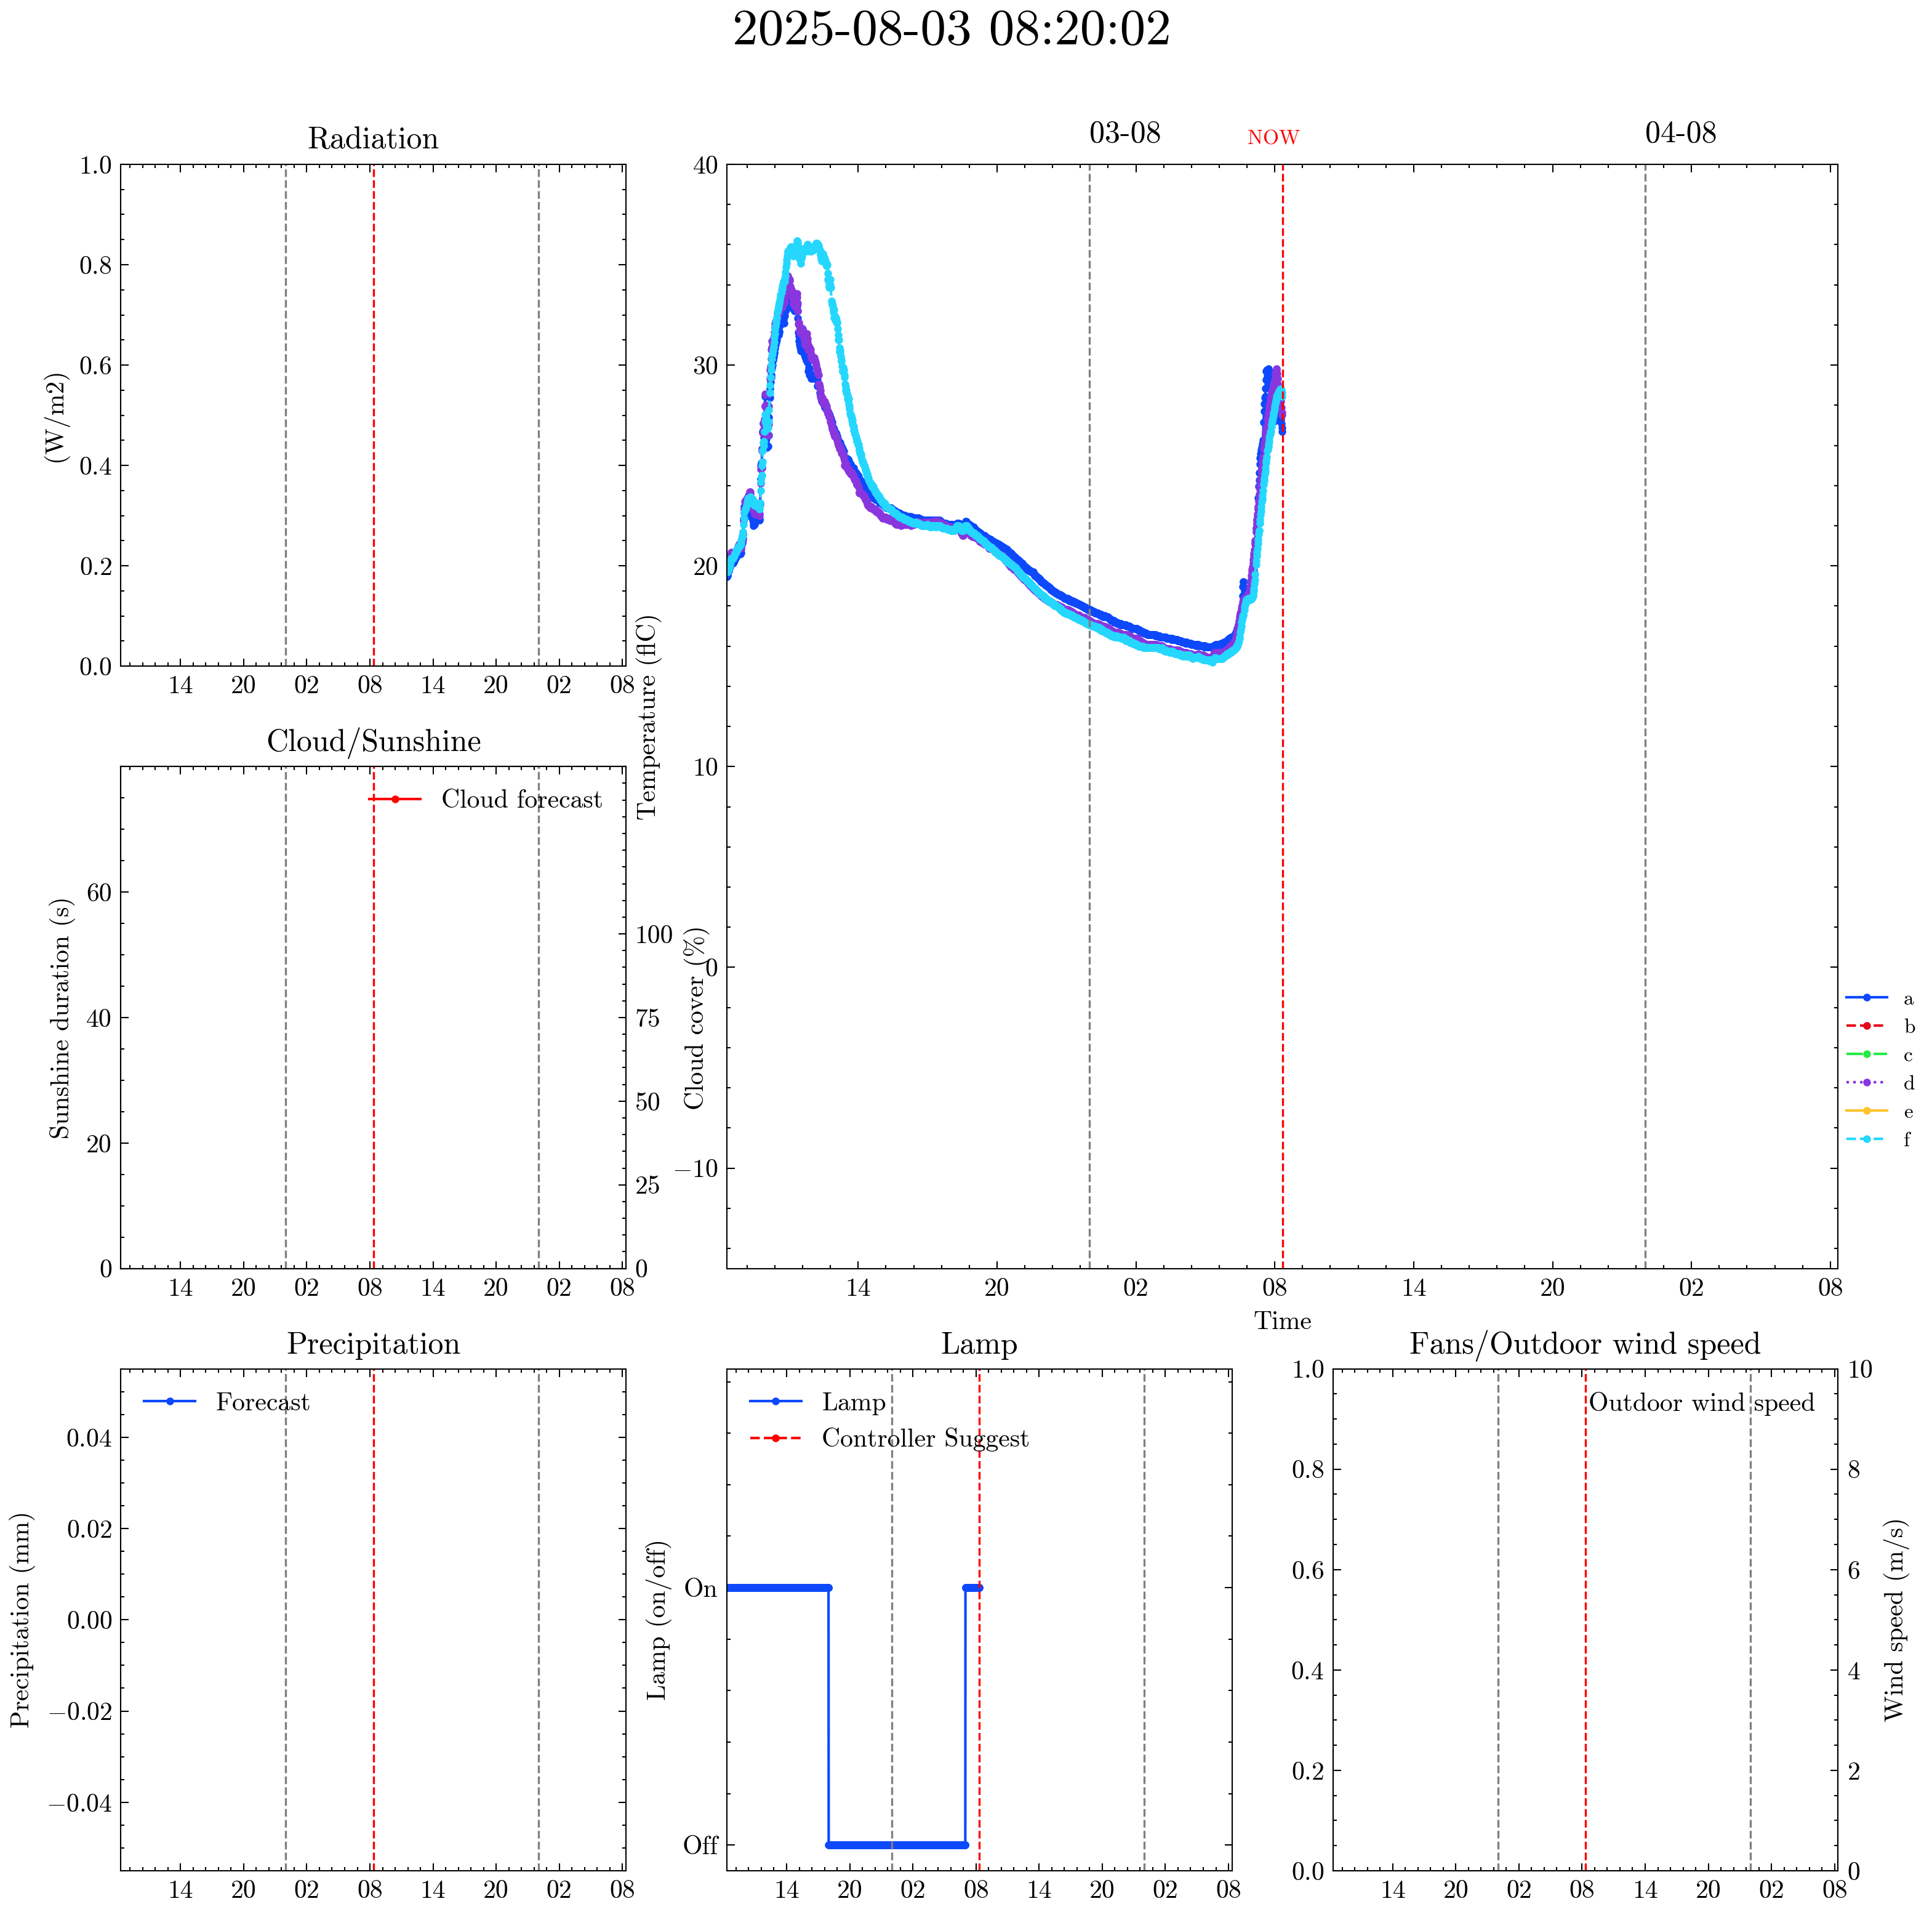 2025-08-03 08:20:02
Radiation
1.0
0.8
0.6
0.4
0.2
0.0
(W/m2)
14 20 02 08 14 20 02 08
03-08 NOW 04-08
40
30
20
10
0
−10
Temperature (flC)
14 20 02 08 14 20 02 08
Time
a
b
c
d
e
f
Cloud/Sunshine
Cloud forecast
60
40
20
0
Sunshine duration (s)
100
75
50
25
0
Cloud cover (%)
14 20 02 08 14 20 02 08
Precipitation
Forecast
0.04
0.02
0.00
−0.02
−0.04
Precipitation (mm)
14 20 02 08 14 20 02 08
Lamp
Lamp
Controller Suggest
On
Off
Lamp (on/off)
14 20 02 08 14 20 02 08
Fans/Outdoor wind speed
Outdoor wind speed
1.0
0.8
0.6
0.4
0.2
0.0
10
8
6
4
2
0
Wind speed (m/s)
14 20 02 08 14 20 02 08